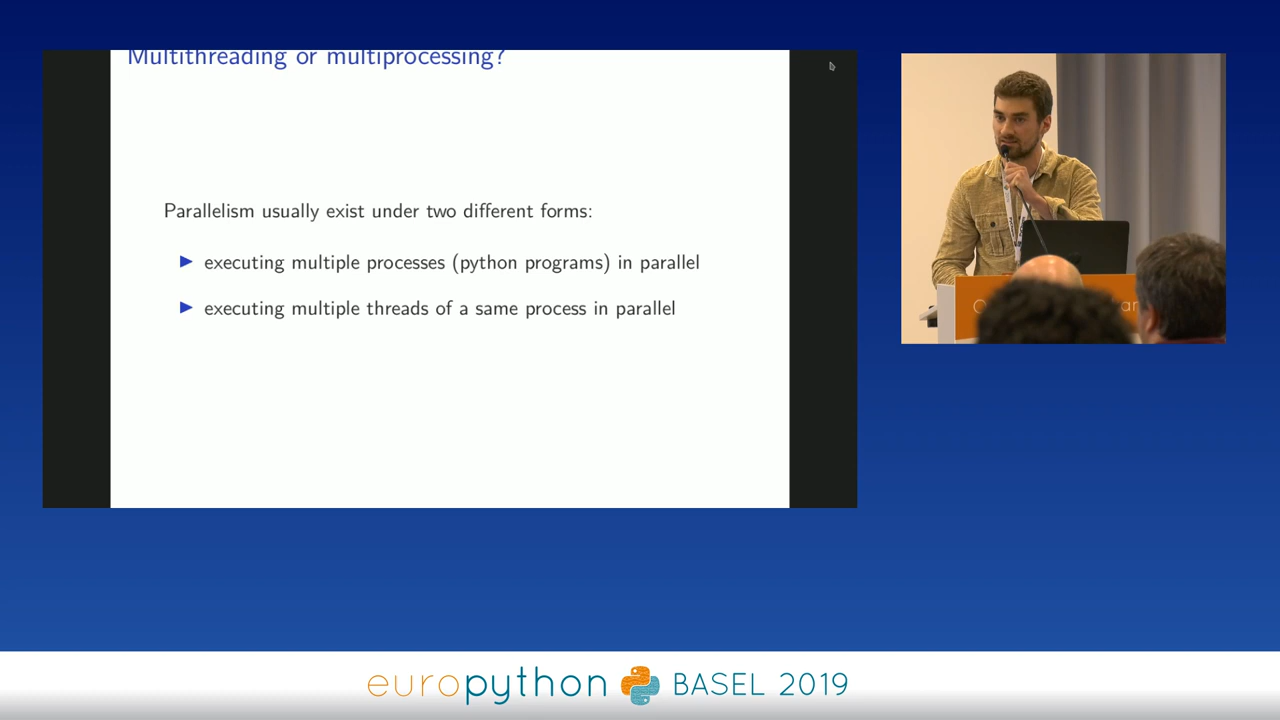 Multithreading or multiprocessing?
Parallelism usually exist under two different forms:
▶ executing multiple processes (python programs) in parallel
▶ executing multiple threads of a same process in parallel
europython BASEL 2019